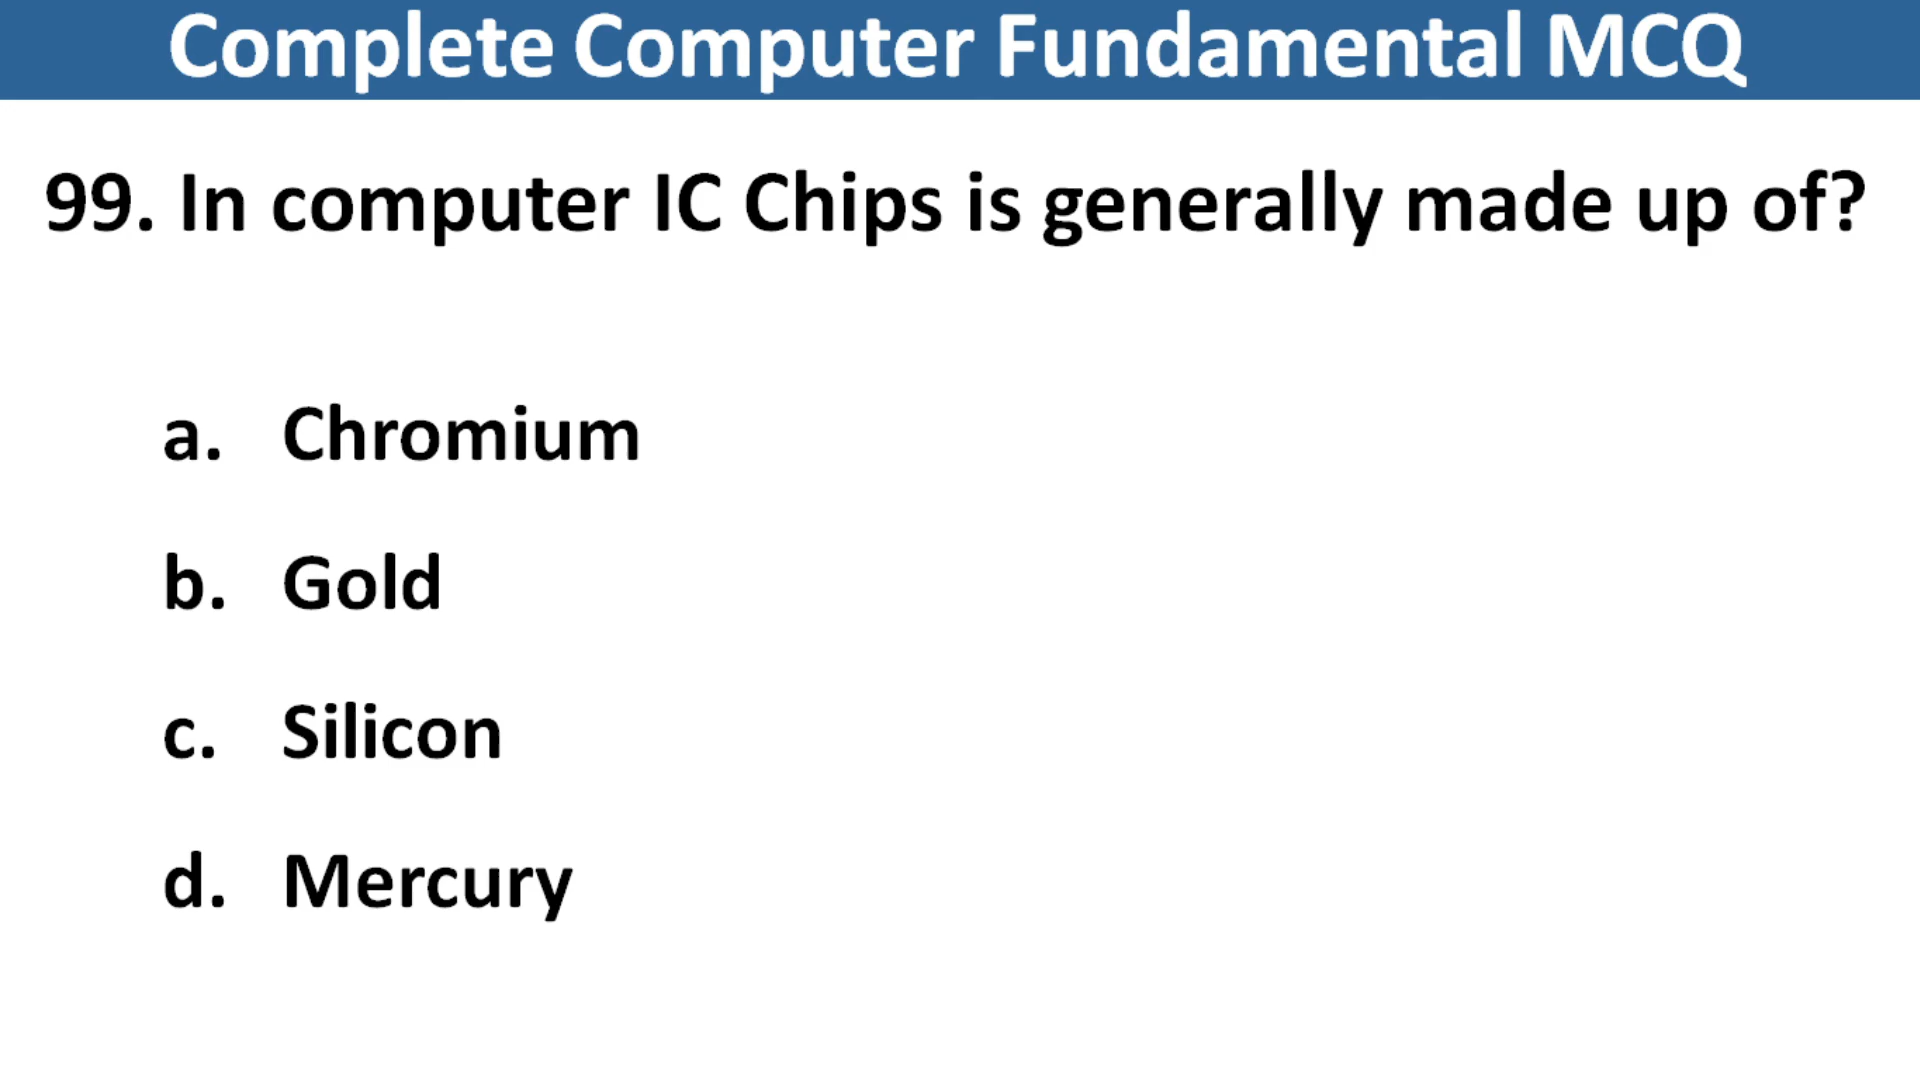 Complete Computer Fundamental MCQ
99. In computer IC Chips is generally made up of?
a. Chromium
b. Gold
c. Silicon
d. Mercury